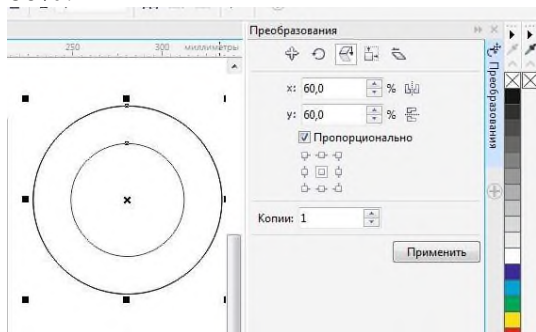 Преобразования
250 300 миллиметры
x: 60,0 %
y: 60,0 %
Пропорционально
Копии: 1
Применить
Преобразования